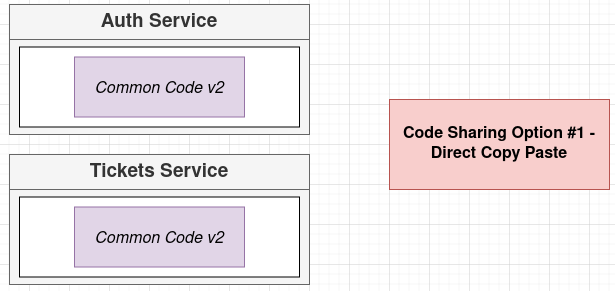 Auth Service
Common Code v2
Code Sharing Option #1 -
Direct Copy Paste
Tickets Service
Common Code v2